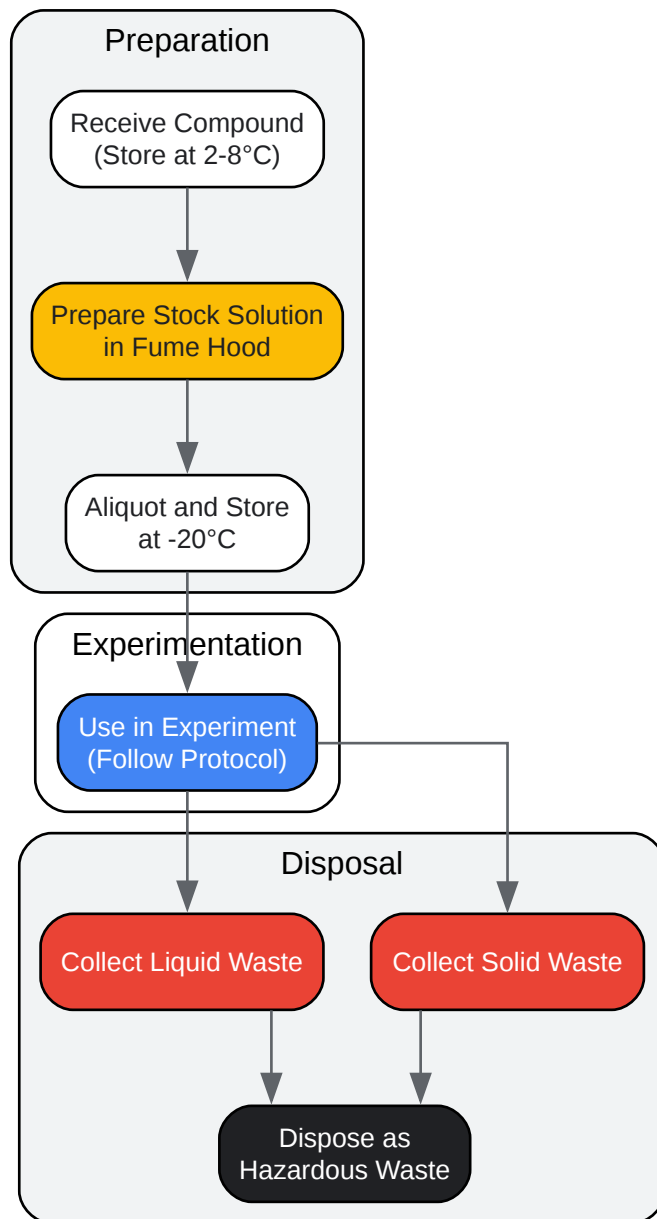 Preparation
Receive Compound
(Store at 2-8°C)
Prepare Stock Solution
in Fume Hood
Aliquot and Store
at -20°C
Experimentation
Use in Experiment
(Follow Protocol)
Disposal
Collect Liquid Waste
Collect Solid Waste
Dispose as
Hazardous Waste